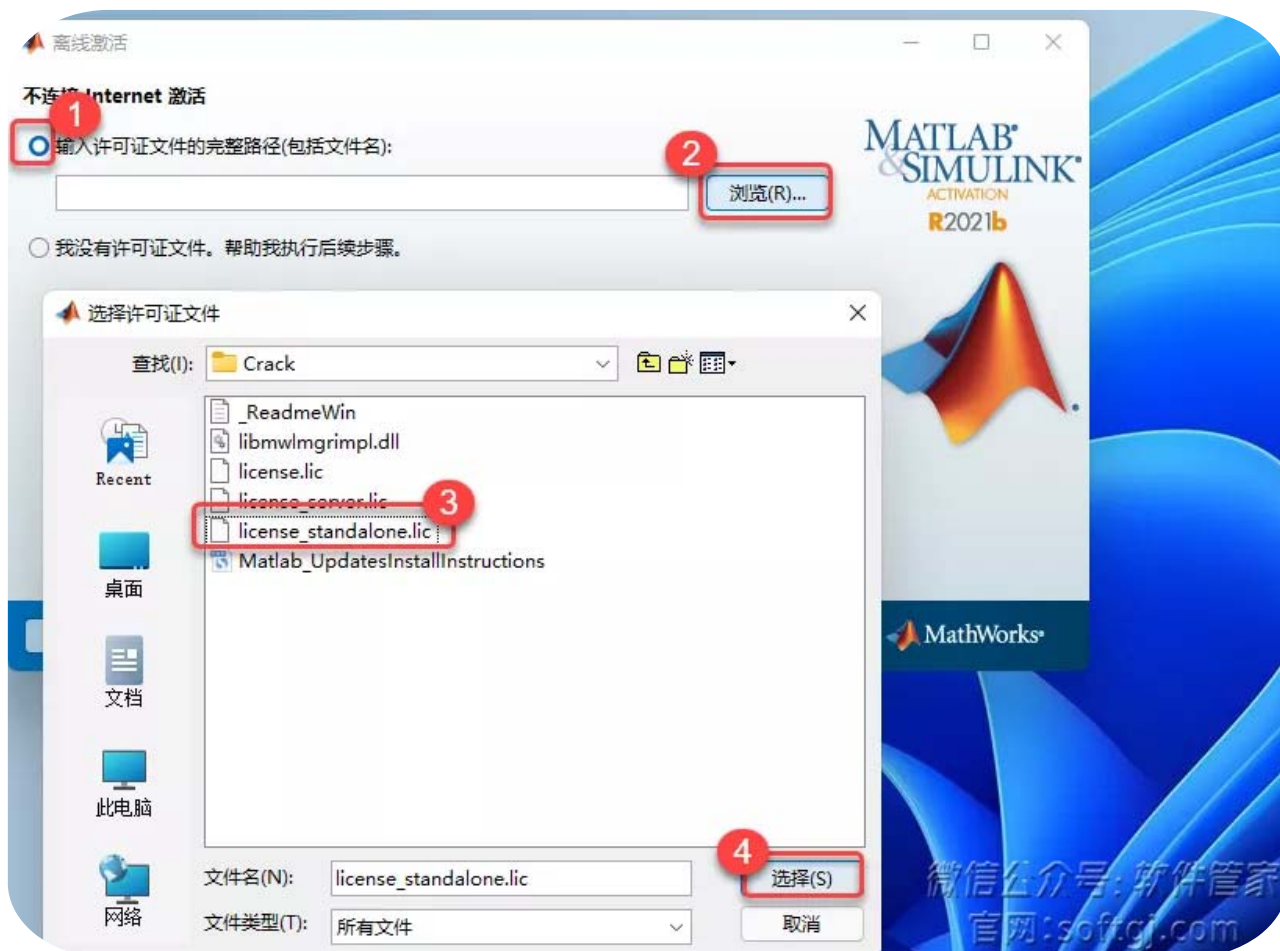 离线激活
不连接 Internet 激活
1
输入许可证文件的完整路径(包括文件名):
2
浏览(R)...
MATLAB
&SIMULINK
ACTIVATION
R2021b
我没有许可证文件。帮助我执行后续步骤。
选择许可证文件
查找(I):
Crack
_ReadmeWin
libmwlmgrimpl.dll
license.lic
license_server.lic
3
license_standalone.lic
Matlab_UpdatesInstallInstructions
Recent
桌面
文档
此电脑
网络
MathWorks
文件名(N):
license_standalone.lic
4
选择(S)
文件类型(T):
所有文件
取消
微信公众号:软件管家
官网:softgj.com